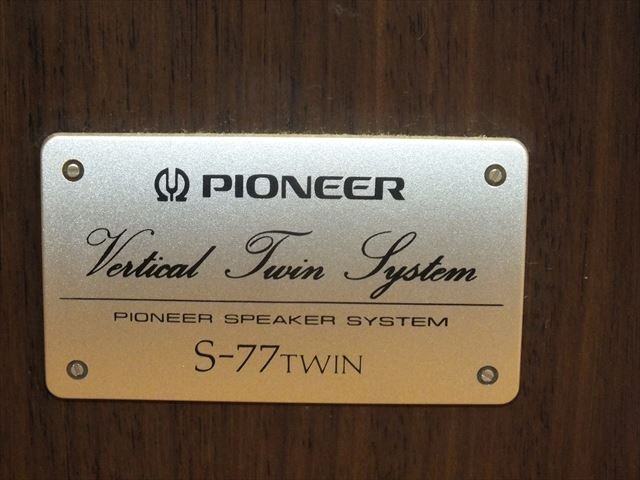 PIONEER
Vertical Twin System
PIONEER SPEAKER SYSTEM
S-77TWIN